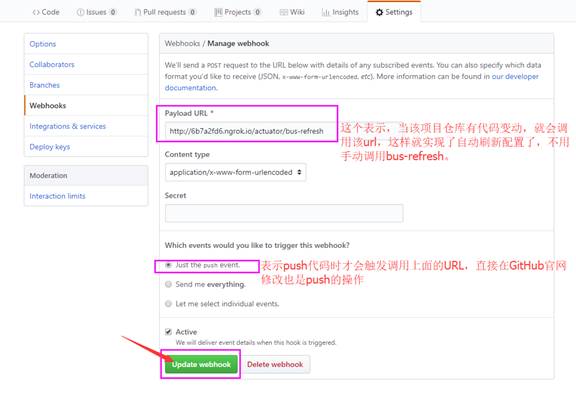 Code Issues 0 Pull requests 0 Projects 0 Wiki Insights Settings
Options
Collaborators
Branches
Webhooks
Integrations & services
Deploy keys
Moderation
Interaction limits
Webhooks / Manage webhook
We'll send a POST request to the URL below with details of any subscribed events. You can also specify which
data format you'd like to receive (JSON, x-www-form-urlencoded, etc). More information can be found in our developer
documentation.
Payload URL *
http://6b7a2fd6.ngrok.io/actuator/bus-refresh
这个表示，当该项目仓库有代码变动，就会调
用该url，这样就实现了自动刷新配置了，不用
手动调用bus-refresh。
Content type
application/x-www-form-urlencoded
Secret
Which events would you like to trigger this webhook?
Just the push event.
表示push代码时才会触发调用上面的URL，直接在GitHub官网
修改也是push的操作
Send me everything.
Let me select individual events.
Active
We will deliver event details when this hook is triggered.
Update webhook Delete webhook